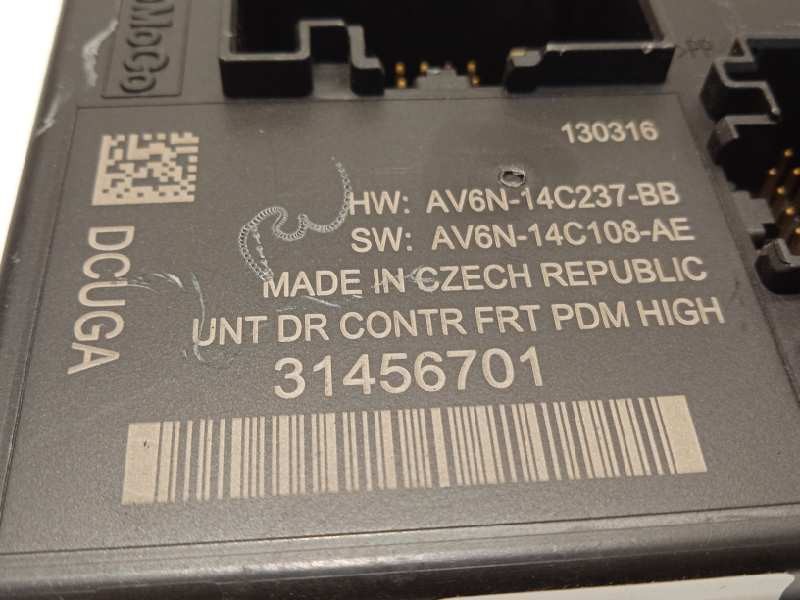 130316
HW: AV6N-14C237-BB
SW: AV6N-14C108-AE
MADE IN CZECH REPUBLIC
UNT DR CONTR FRT PDM HIGH
31456701
DCUGA